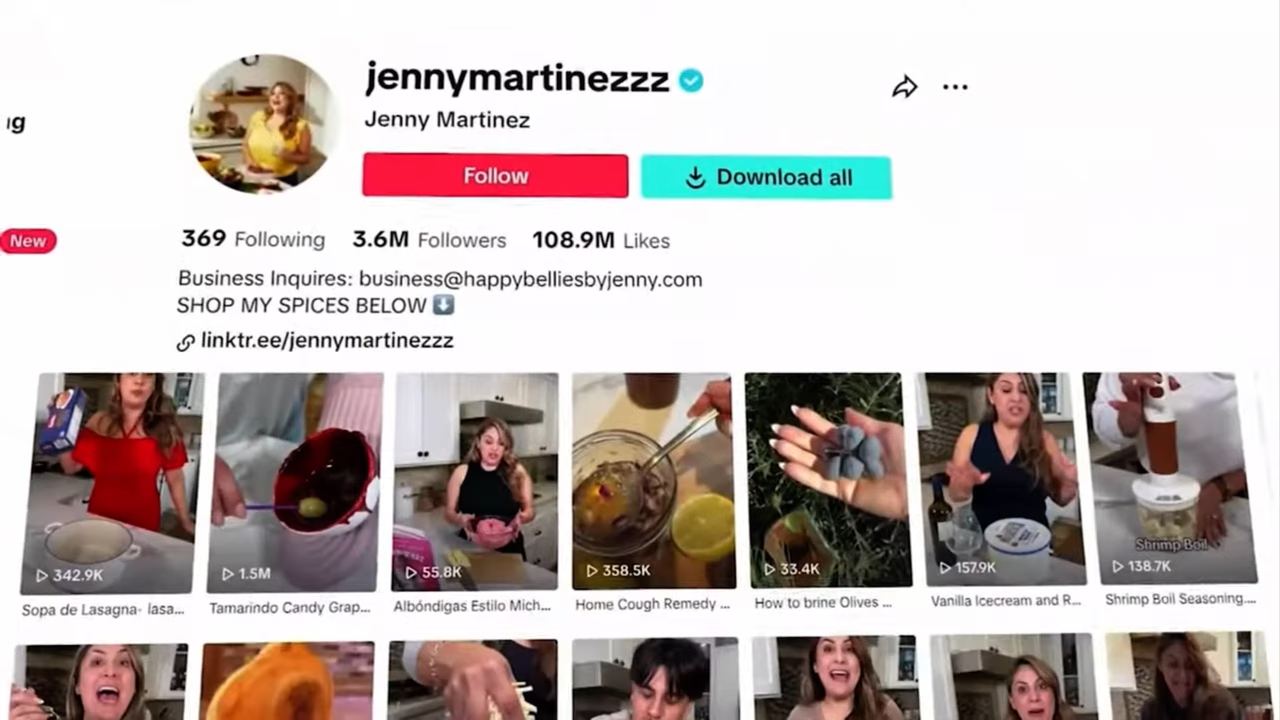 jennymartinezzz
Jenny Martinez
Follow
Download all
New
369 Following 3.6M Followers 108.9M Likes
Business Inquires: business@happybelliesbyjenny.com
SHOP MY SPICES BELOW
linktr.ee/jennymartinezzz
Shrimp Boil
342.9K
1.5M
55.8K
358.5K
33.4K
157.9K
138.7K
Sopa de Lasagna- lasa...
Tamarindo Candy Grap...
Albóndigas Estilo Mich...
Home Cough Remedy ...
How to brine Olives ...
Vanilla Icecream and R...
Shrimp Boil Seasoning....